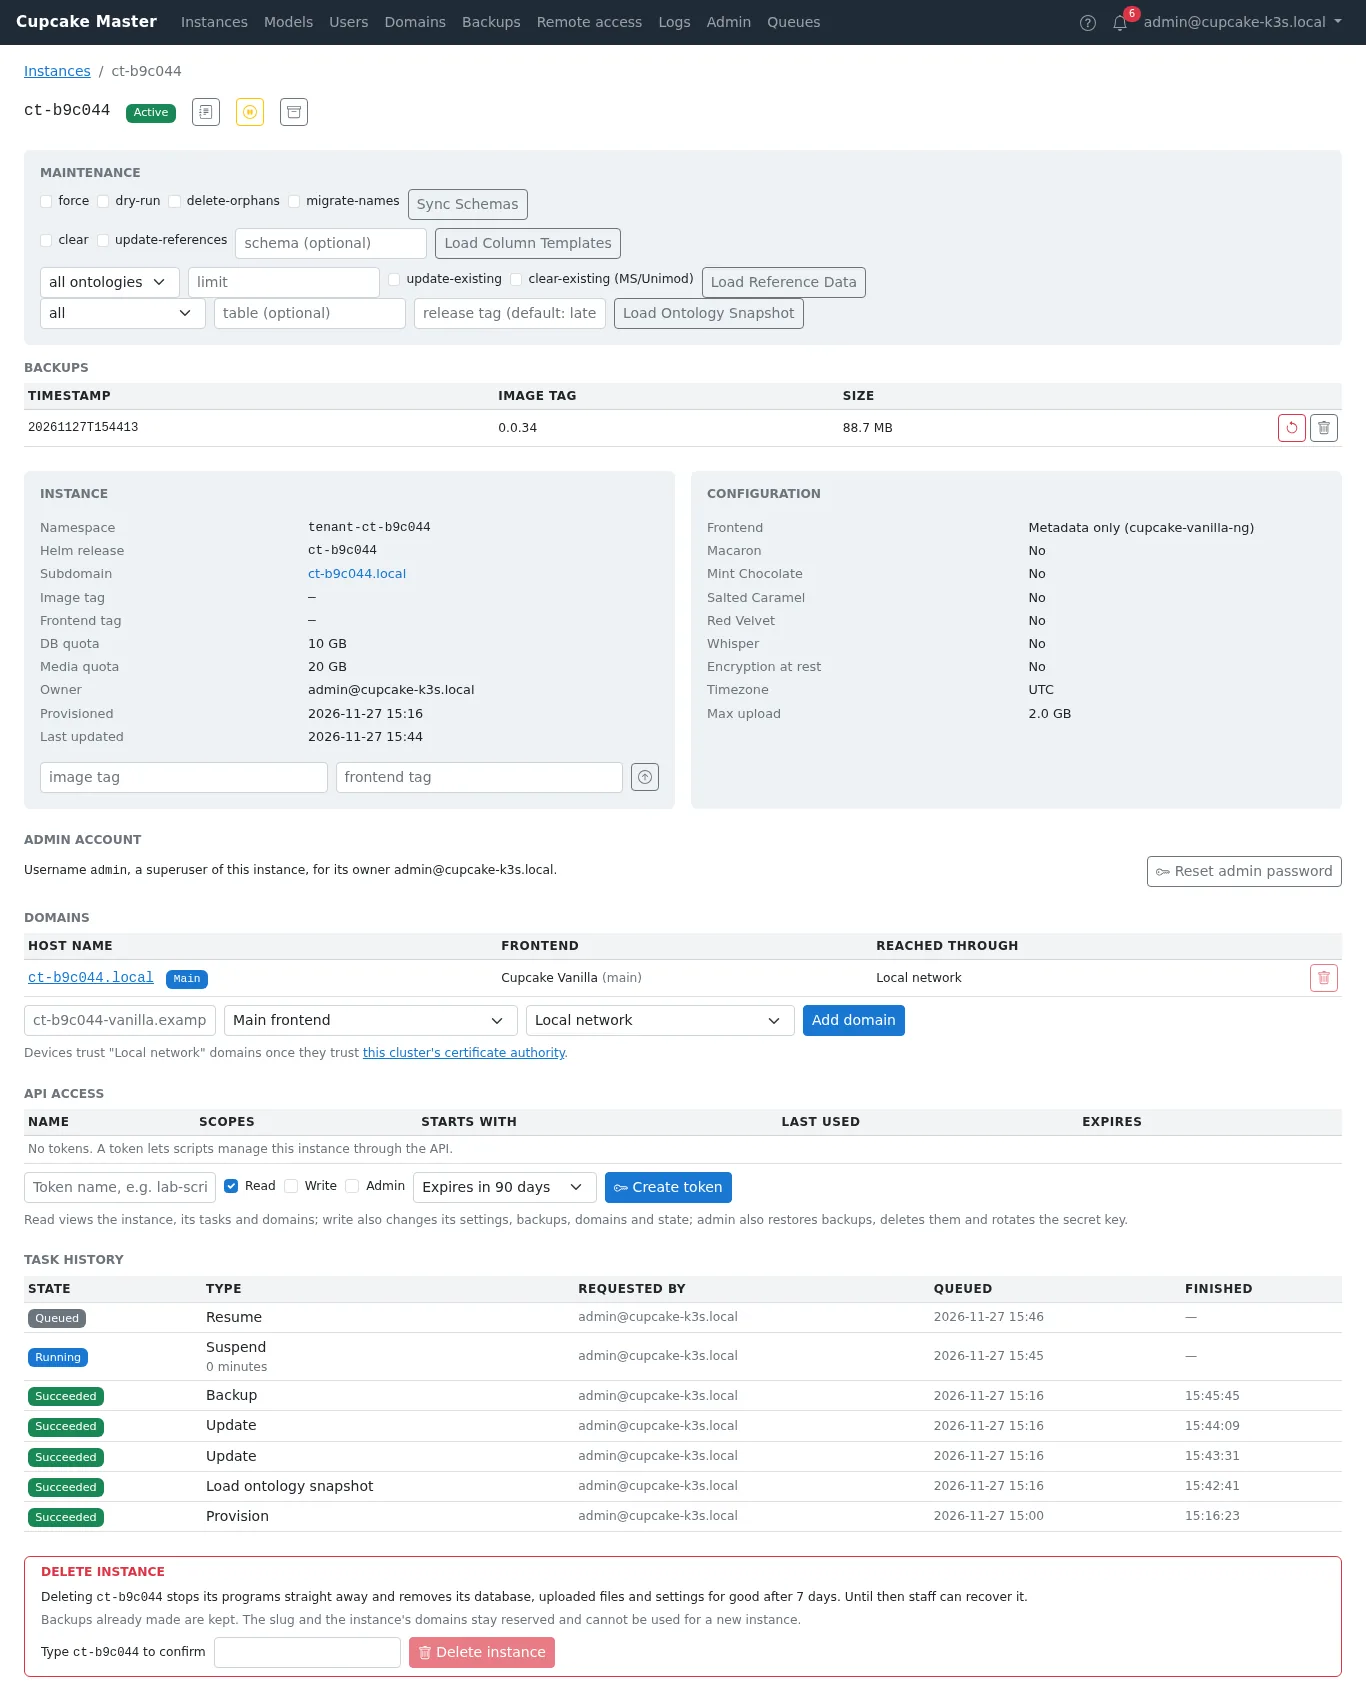 Cupcake Master Instances Models Users Domains Backups Remote access Logs Admin Queues 6 admin@cupcake-k3s.local
Instances / ct-b9c044
ct-b9c044 Active
MAINTENANCE
force dry-run delete-orphans migrate-names Sync Schemas
clear update-references schema (optional) Load Column Templates
all ontologies limit update-existing clear-existing (MS/Unimod) Load Reference Data
all table (optional) release tag (default: late Load Ontology Snapshot
BACKUPS
TIMESTAMP IMAGE TAG SIZE
20261127T154413 0.0.34 88.7 MB
INSTANCE
Namespace tenant-ct-b9c044
Helm release ct-b9c044
Subdomain ct-b9c044.local
Image tag —
Frontend tag —
DB quota 10 GB
Media quota 20 GB
Owner admin@cupcake-k3s.local
Provisioned 2026-11-27 15:16
Last updated 2026-11-27 15:44
image tag frontend tag
CONFIGURATION
Frontend Metadata only (cupcake-vanilla-ng)
Macaron No
Mint Chocolate No
Salted Caramel No
Red Velvet No
Whisper No
Encryption at rest No
Timezone UTC
Max upload 2.0 GB
ADMIN ACCOUNT
Username admin, a superuser of this instance, for its owner admin@cupcake-k3s.local. Reset admin password
DOMAINS
HOST NAME FRONTEND REACHED THROUGH
ct-b9c044.local Main Cupcake Vanilla (main) Local network
ct-b9c044-vanilla.examp Main frontend Local network Add domain
Devices trust "Local network" domains once they trust this cluster's certificate authority.
API ACCESS
NAME SCOPES STARTS WITH LAST USED EXPIRES
No tokens. A token lets scripts manage this instance through the API.
Token name, e.g. lab-scri Read Write Admin Expires in 90 days Create token
Read views the instance, its tasks and domains; write also changes its settings, backups, domains and state; admin also restores backups, deletes them and rotates the secret key.
TASK HISTORY
STATE TYPE REQUESTED BY QUEUED FINISHED
Queued Resume admin@cupcake-k3s.local 2026-11-27 15:46 —
Running Suspend admin@cupcake-k3s.local 2026-11-27 15:45 —
0 minutes
Succeeded Backup admin@cupcake-k3s.local 2026-11-27 15:16 15:45:45
Succeeded Update admin@cupcake-k3s.local 2026-11-27 15:16 15:44:09
Succeeded Update admin@cupcake-k3s.local 2026-11-27 15:16 15:43:31
Succeeded Load ontology snapshot admin@cupcake-k3s.local 2026-11-27 15:16 15:42:41
Succeeded Provision admin@cupcake-k3s.local 2026-11-27 15:00 15:16:23
DELETE INSTANCE
Deleting ct-b9c044 stops its programs straight away and removes its database, uploaded files and settings for good after 7 days. Until then staff can recover it.
Backups already made are kept. The slug and the instance's domains stay reserved and cannot be used for a new instance.
Type ct-b9c044 to confirm Delete instance